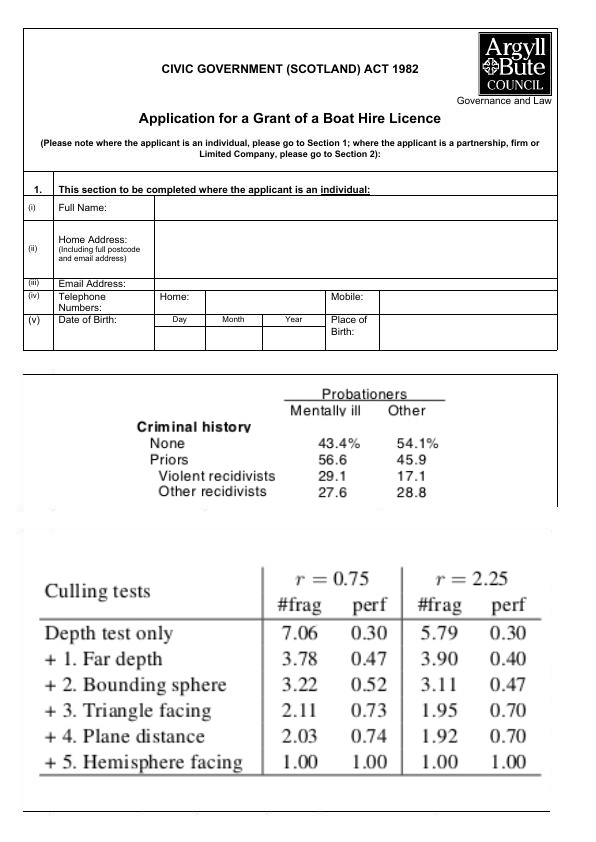 Argyll
Bute
COUNCIL
CIVIC GOVERNMENT (SCOTLAND) ACT 1982
Governance and Law
Application for a Grant of a Boat Hire Licence
(Please note where the applicant is an individual, please go to Section 1; where the applicant is a partnership, firm or
Limited Company, please go to Section 2):
1. This section to be completed where the applicant is an individual:
(i) Full Name:
(ii) Home Address:
(Including full postcode
and email address)
(iii) Email Address:
(iv) Telephone Home: Mobile:
Numbers:
(v) Date of Birth: Day Month Year Place of
Birth:
Probationers
Mentally ill Other
Criminal history
None 43.4% 54.1%
Priors 56.6 45.9
Violent recidivists 29.1 17.1
Other recidivists 27.6 28.8
Culling tests r = 0.75 r = 2.25
#frag perf #frag perf
Depth test only 7.06 0.30 5.79 0.30
+ 1. Far depth 3.78 0.47 3.90 0.40
+ 2. Bounding sphere 3.22 0.52 3.11 0.47
+ 3. Triangle facing 2.11 0.73 1.95 0.70
+ 4. Plane distance 2.03 0.74 1.92 0.70
+ 5. Hemisphere facing 1.00 1.00 1.00 1.00